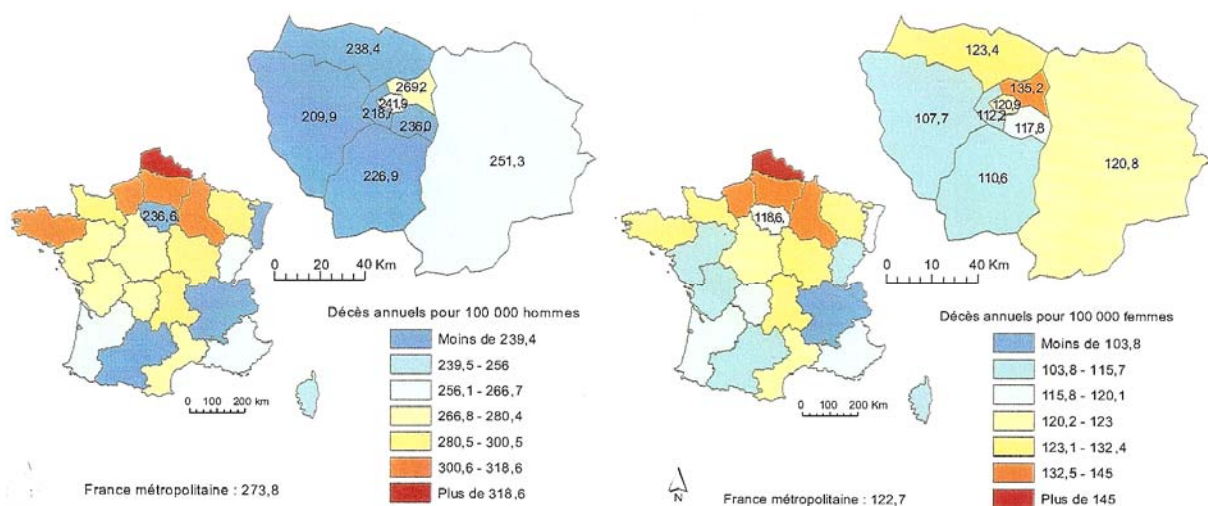 238,4
269,2
241,9
218,7
236,0
209,9
251,3
226,9
236,6
0 20 40 Km
Décès annuels pour 100 000 hommes
Moins de 239,4
239,5 - 256
256,1 - 266,7
266,8 - 280,4
280,5 - 300,5
300,6 - 318,6
Plus de 318,6
0 100 200 Km
France métropolitaine : 273,8
123,4
135,2
120,9
112,2
117,8
107,7
120,8
110,6
118,6
0 10 20 40 Km
Décès annuels pour 100 000 femmes
Moins de 103,8
103,8 - 115,7
115,8 - 120,1
120,2 - 123
123,1 - 132,4
132,5 - 145
Plus de 145
0 100 200 Km
N
France métropolitaine : 122,7